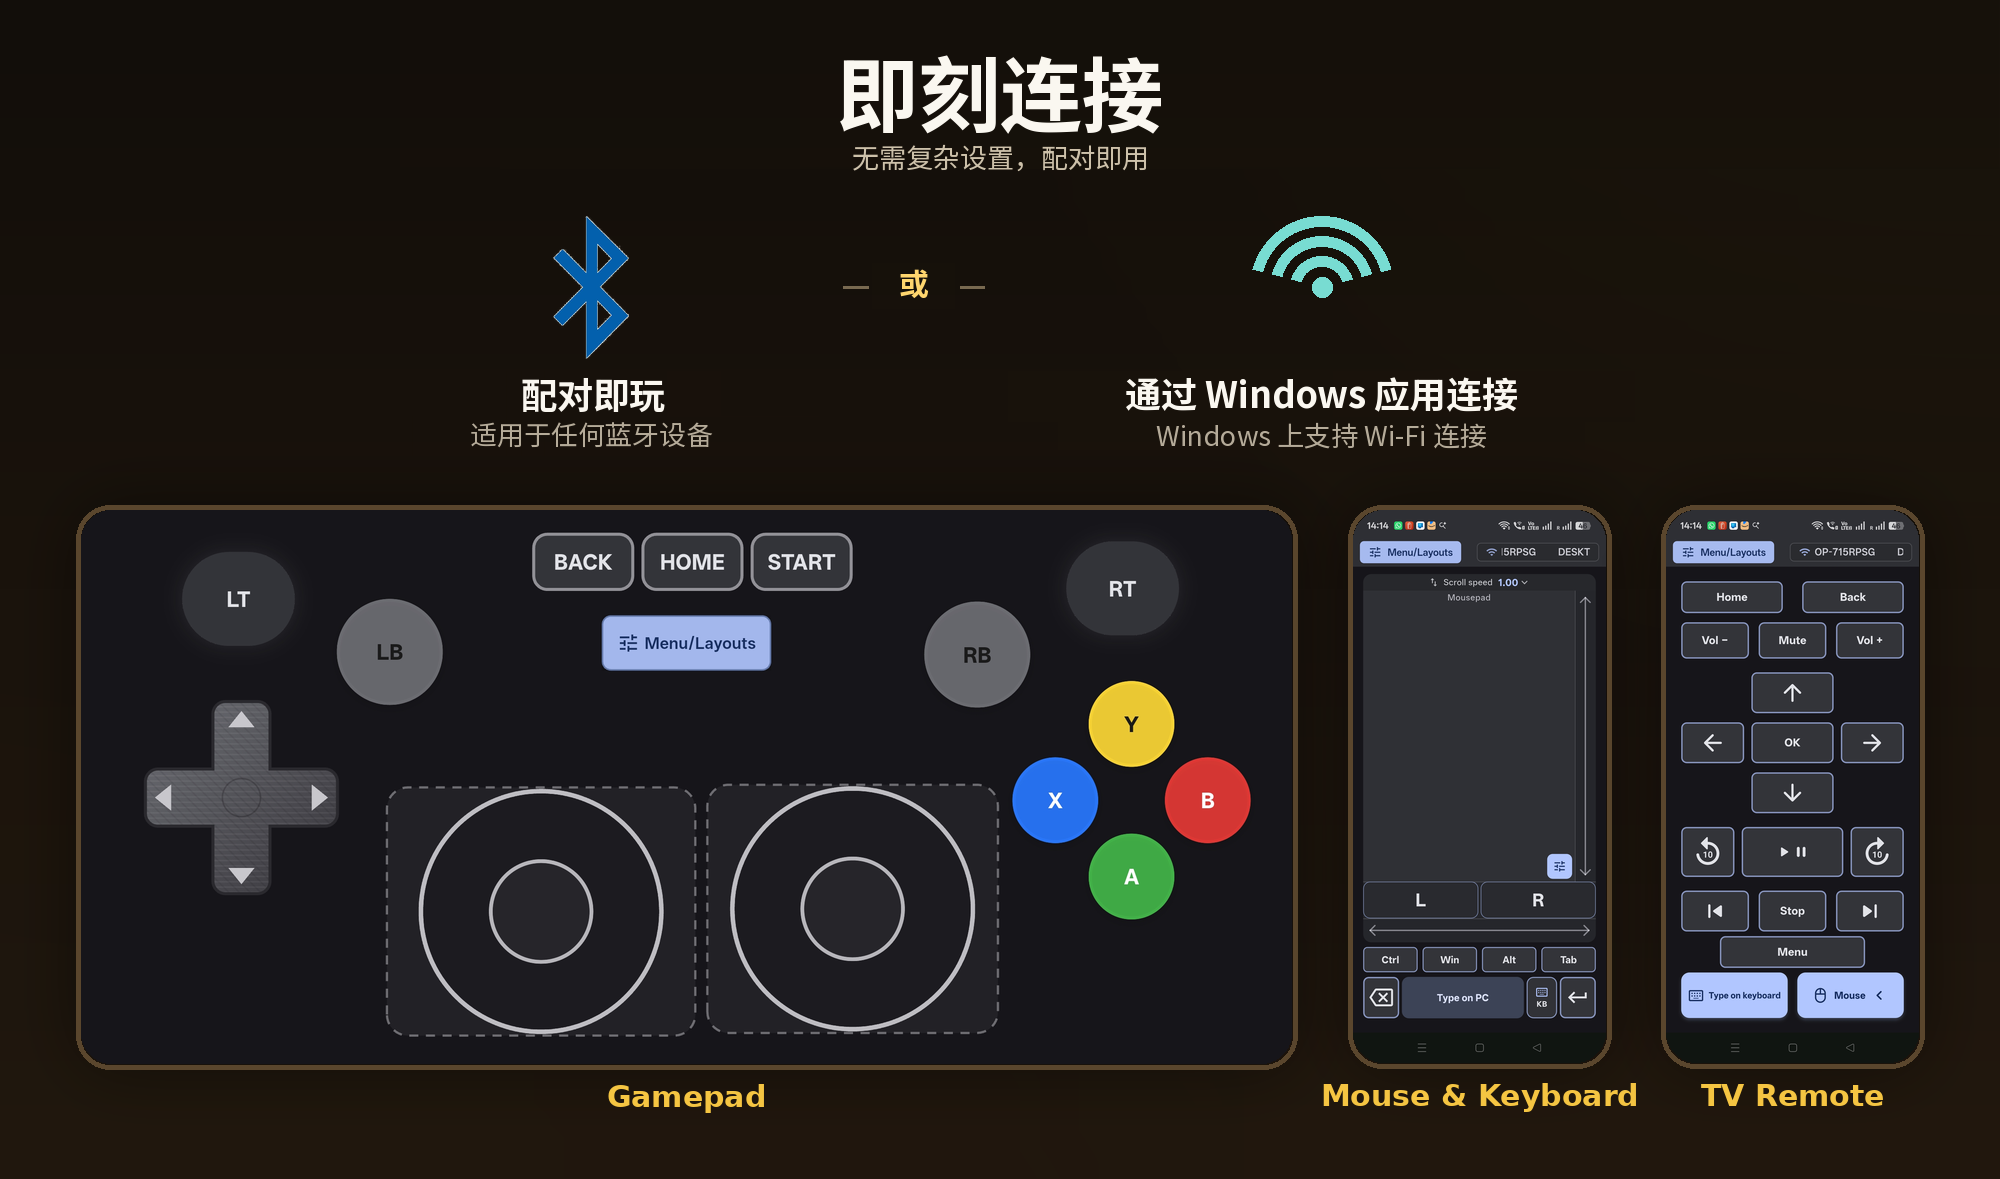 即刻连接
无需复杂设置，配对即用
或
配对即玩
适用于任何蓝牙设备
通过 Windows 应用连接
Windows 上支持 Wi-Fi 连接
LT
LB
BACK
HOME
START
Menu/Layouts
RB
RT
Y
X
B
A
Gamepad
14:14
Menu/Layouts
I5RPSG DESKT
Scroll speed 1.00
Mousepad
L
R
Ctrl
Win
Alt
Tab
Type on PC
KB
Mouse & Keyboard
14:14
Menu/Layouts
OP-715RPSG D
Home
Back
Vol −
Mute
Vol +
OK
10
10
Stop
Menu
Type on keyboard
Mouse
TV Remote